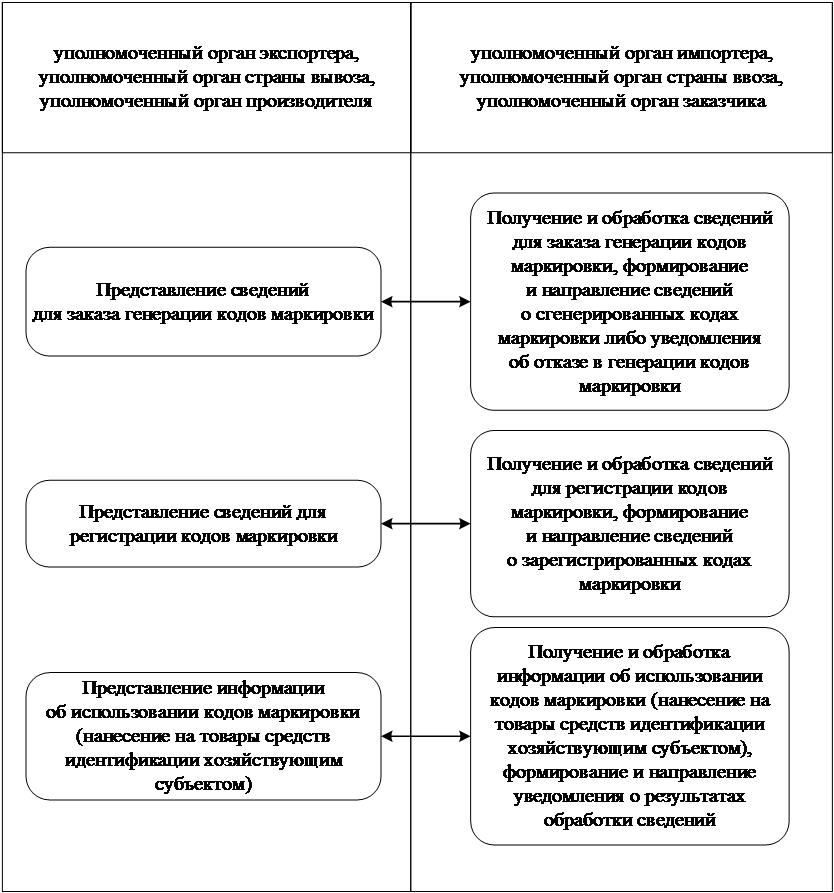 уполномоченный орган экспортера,
уполномоченный орган страны вывоза,
уполномоченный орган производителя
уполномоченный орган импортера,
уполномоченный орган страны ввоза,
уполномоченный орган заказчика
Представление сведений
для заказа генерации кодов маркировки
Получение и обработка сведений
для заказа генерации кодов
маркировки, формирование
и направление сведений
о сгенерированных кодах
маркировки либо уведомления
об отказе в генерации кодов
маркировки
Представление сведений для
регистрации кодов маркировки
Получение и обработка сведений
для регистрации кодов
маркировки, формирование
и направление сведений
о зарегистрированных кодах
маркировки
Представление информации
об использовании кодов маркировки
(нанесение на товары средств
идентификации хозяйствующим
субъектом)
Получение и обработка
информации об использовании
кодов маркировки (нанесение на
товары средств идентификации
хозяйствующим субъектом),
формирование и направление
уведомления о результатах
обработки сведений